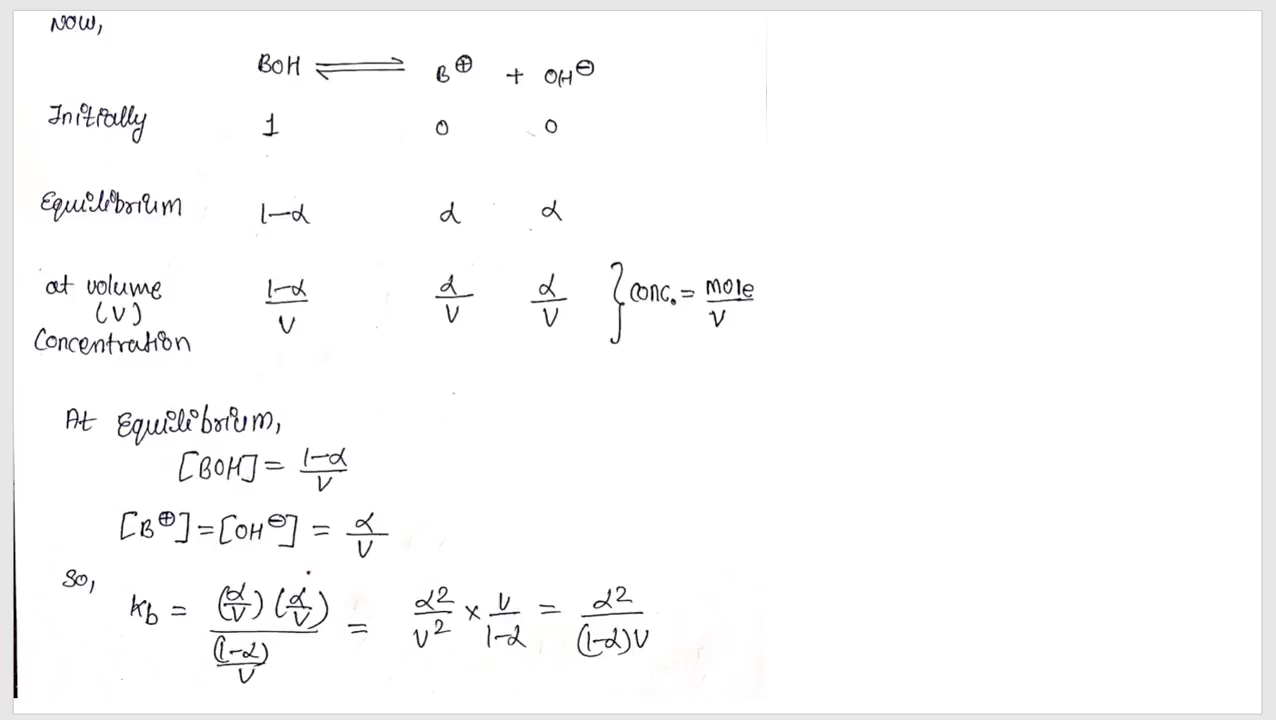 Now,
BOH ⇌ B⊕ + OH⊖
Initially 1 0 0
Equilibrium 1-α α α
at volume (V) Concentration (1-α)/V α/V α/V } conc. = mole/V
At Equilibrium,
[BOH] = (1-α)/V
[B⊕] = [OH⊖] = α/V
So,
Kb = (α/V)(α/V) / ((1-α)/V) = α²/V² × V/(1-α) = α²/((1-α)V)